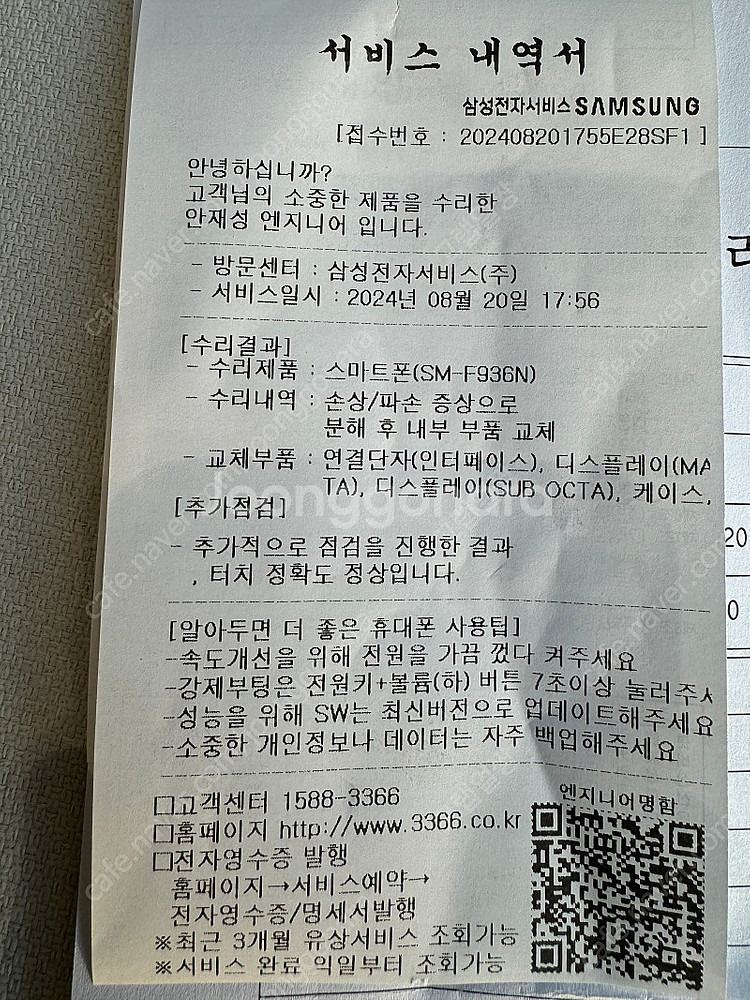 서비스 내역서
삼성전자서비스 SAMSUNG
[접수번호 : 202408201755E28SF1 ]
안녕하십니까?
고객님의 소중한 제품을 수리한
안재성 엔지니어 입니다.
- 방문센터 : 삼성전자서비스(주)
- 서비스일시 : 2024년 08월 20일 17:56
[수리결과]
- 수리제품 : 스마트폰(SM-F936N)
- 수리내역 : 손상/파손 증상으로
분해 후 내부 부품 교체
- 교체부품 : 연결단자(인터페이스), 디스플레이(MA
TA), 디스플레이(SUB OCTA), 케이스,
[추가점검]
- 추가적으로 점검을 진행한 결과
, 터치 정확도 정상입니다.
[알아두면 더 좋은 휴대폰 사용팁]
-속도개선을 위해 전원을 가끔 껐다 켜주세요
-강제부팅은 전원키+볼륨(하) 버튼 7초이상 눌러주
-성능을 위해 SW는 최신버전으로 업데이트해주세요
-소중한 개인정보나 데이터는 자주 백업해주세요
□고객센터 1588-3366
□홈페이지 http://www.3366.co.kr
□전자영수증 발행
홈페이지→서비스예약→
전자영수증/명세서발행
※최근 3개월 유상서비스 조회가능
※서비스 완료 익일부터 조회가능
엔지니어명함
20
0
joonggonara
cafe.naver.com/joonggonara